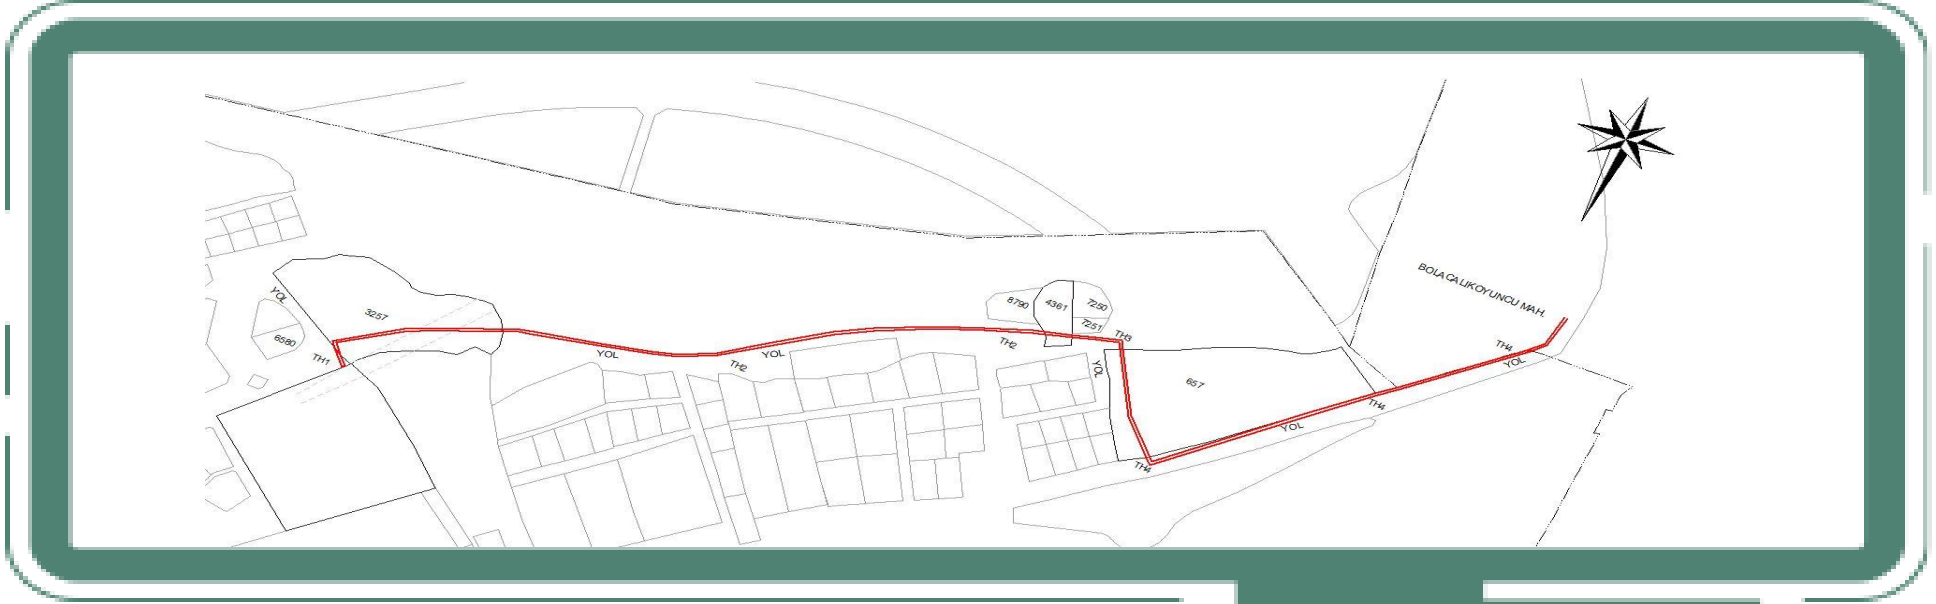 BOLACALIKOYUNCU MAH.
YOL
3257
6580
TH1
YOL
TH2
YOL
8790
4361
7250
7251
TH2
TH3
YOL
657
TH4
YOL
TH4
TH4
YOL